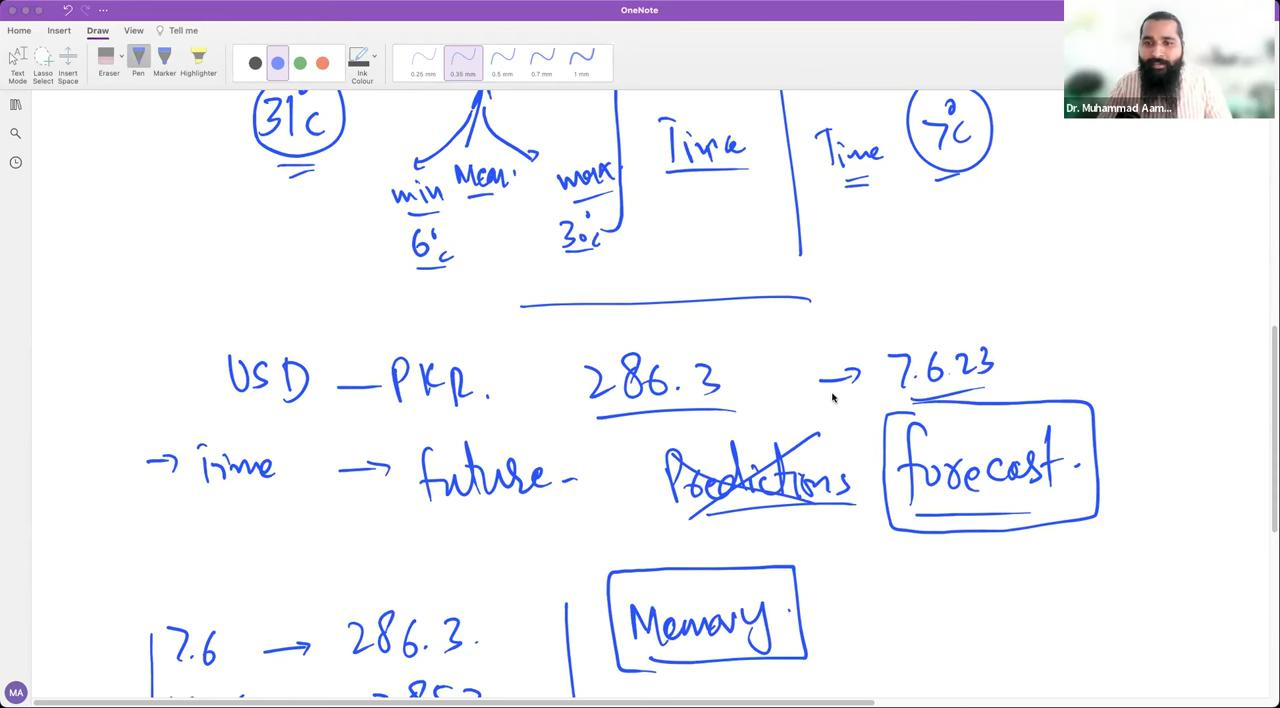 OneNote
Home Insert Draw View Tell me
Text Mode
Lasso Select
Insert Space
Eraser
Pen
Marker
Highlighter
Ink Colour
0.25 mm
0.35 mm
0.5 mm
0.7 mm
1 mm
Dr. Muhammad Aam...
31°c
Time
Time
7°c
min
Mean.
max
6°c
30°c
USD — PKR. 286.3 → 7.6.23
→ Time → future - Predictions forecast.
Memory.
7.6 → 286.3.
MA